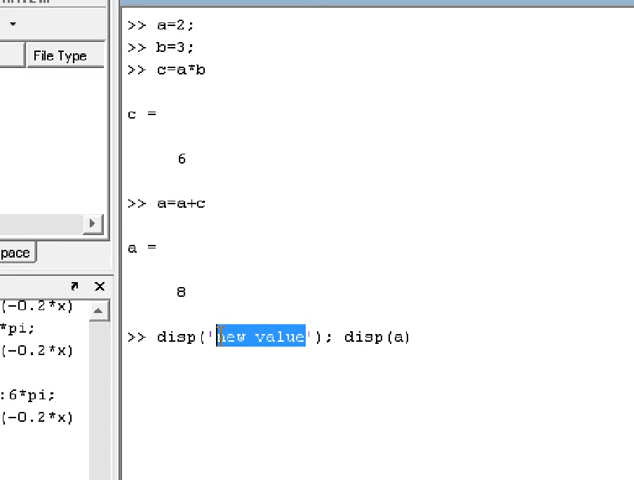 File Type
pace
(-0.2*x)
*pi;
(-0.2*x)
:6*pi;
(-0.2*x)
>> a=2;
>> b=3;
>> c=a*b
c =
6
>> a=a+c
a =
8
>> disp('new value'); disp(a)